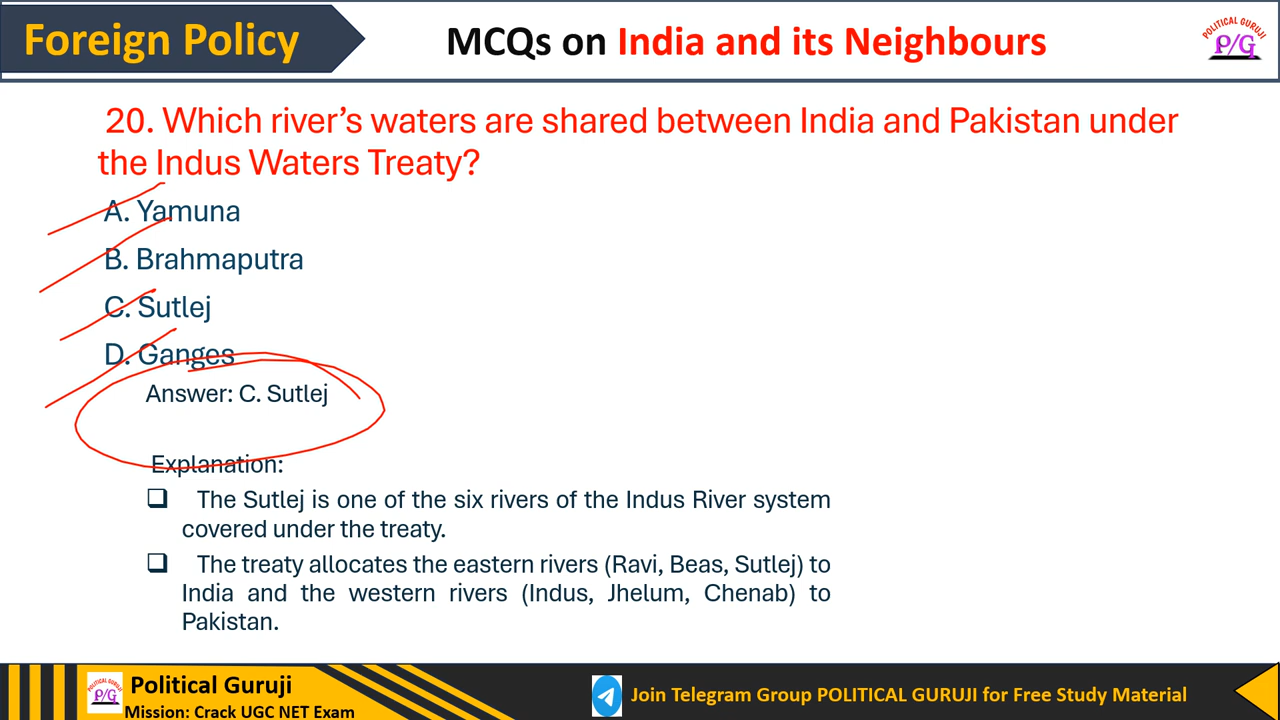 Foreign Policy
MCQs on India and its Neighbours
POLITICAL GURUJI
P/G
20. Which river’s waters are shared between India and Pakistan under
the Indus Waters Treaty?
A. Yamuna
B. Brahmaputra
C. Sutlej
D. Ganges
Answer: C. Sutlej
Explanation:
❑ The Sutlej is one of the six rivers of the Indus River system
covered under the treaty.
❑ The treaty allocates the eastern rivers (Ravi, Beas, Sutlej) to
India and the western rivers (Indus, Jhelum, Chenab) to
Pakistan.
POLITICAL GURUJI
P/G
Political Guruji
Mission: Crack UGC NET Exam
Join Telegram Group POLITICAL GURUJI for Free Study Material